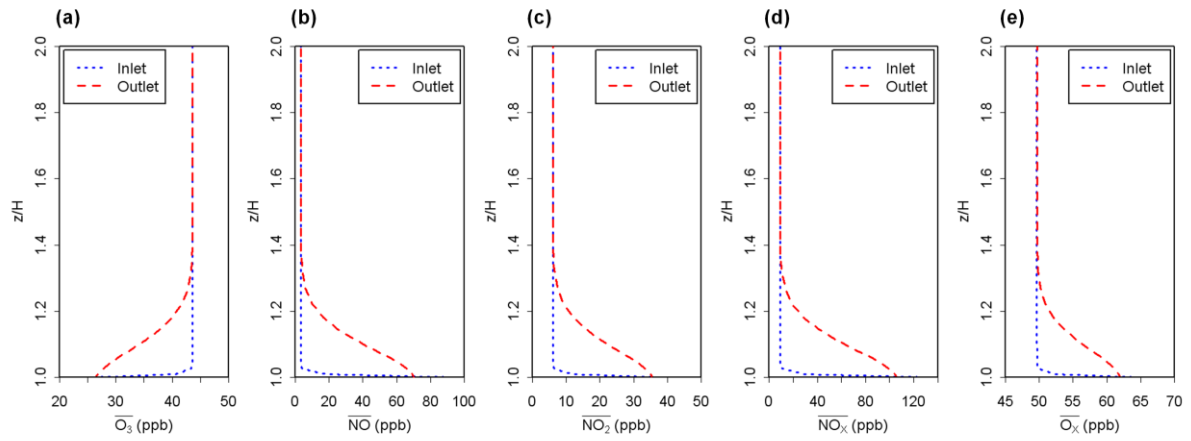 (a) (b) (c) (d) (e)
Inlet
Outlet
Inlet
Outlet
Inlet
Outlet
Inlet
Outlet
Inlet
Outlet
z/H
2.0
1.8
1.6
1.4
1.2
1.0
z/H
2.0
1.8
1.6
1.4
1.2
1.0
z/H
2.0
1.8
1.6
1.4
1.2
1.0
z/H
2.0
1.8
1.6
1.4
1.2
1.0
z/H
2.0
1.8
1.6
1.4
1.2
1.0
20 30 40 50
0 20 40 60 80 100
0 10 20 30 40 50
0 40 80 120
45 50 55 60 65 70
O₃ (ppb)
NO (ppb)
NO₂ (ppb)
NOₓ (ppb)
Oₓ (ppb)